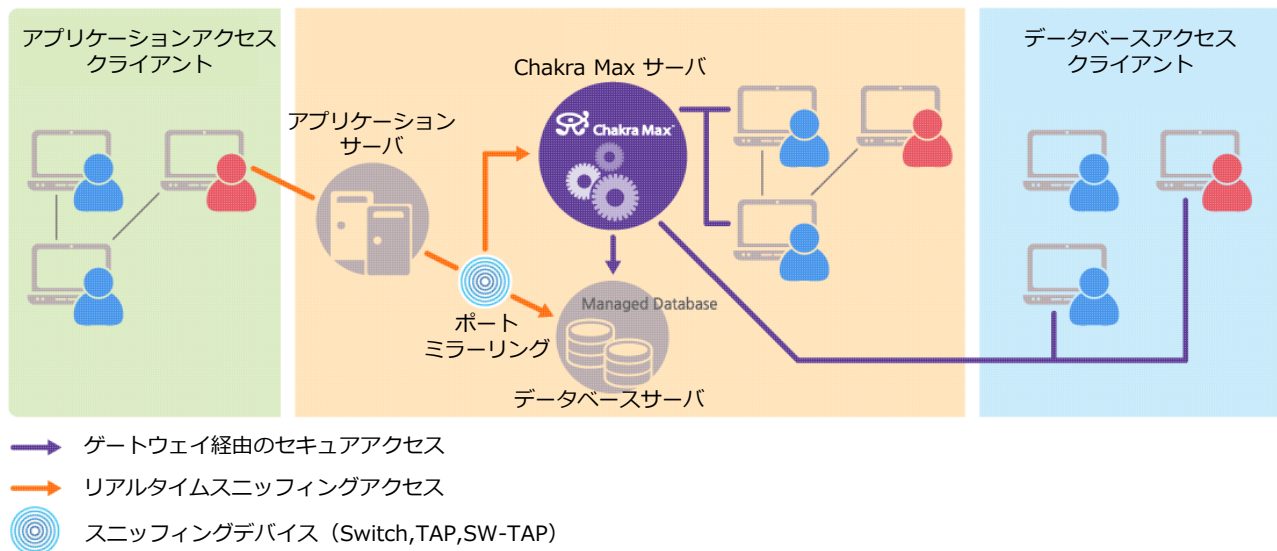 アプリケーションアクセス
クライアント
Chakra Max サーバ
データベースアクセス
クライアント
アプリケーション
サーバ
Chakra Max
Managed Database
ポート
ミラーリング
データベースサーバ
ゲートウェイ経由のセキュアアクセス
リアルタイムスニッフィングアクセス
スニッフィングデバイス（Switch,TAP,SW-TAP）